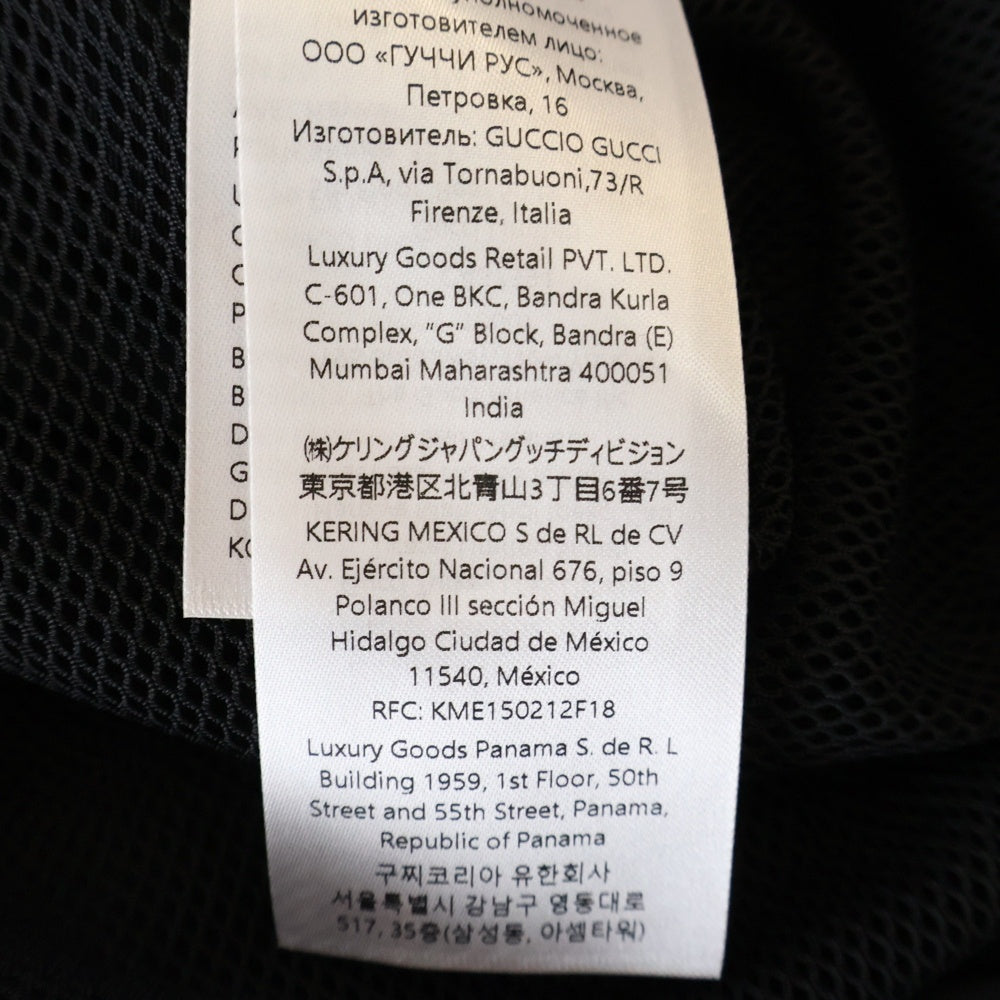 изготовителем лицо:
ООО «ГУЧЧИ РУС», Москва,
Петровка, 16
Изготовитель: GUCCIO GUCCI
S.p.A, via Tornabuoni,73/R
Firenze, Italia
Luxury Goods Retail PVT. LTD.
C-601, One BKC, Bandra Kurla
Complex, "G" Block, Bandra (E)
Mumbai Maharashtra 400051
India
㈱ケリングジャパングッチディビジョン
東京都港区北青山3丁目6番7号
KERING MEXICO S de RL de CV
Av. Ejército Nacional 676, piso 9
Polanco III sección Miguel
Hidalgo Ciudad de México
11540, México
RFC: KME150212F18
Luxury Goods Panama S. de R. L
Building 1959, 1st Floor, 50th
Street and 55th Street, Panama,
Republic of Panama
구찌코리아 유한회사
서울특별시 강남구 영동대로
517, 35층(삼성동, 아셈타워)